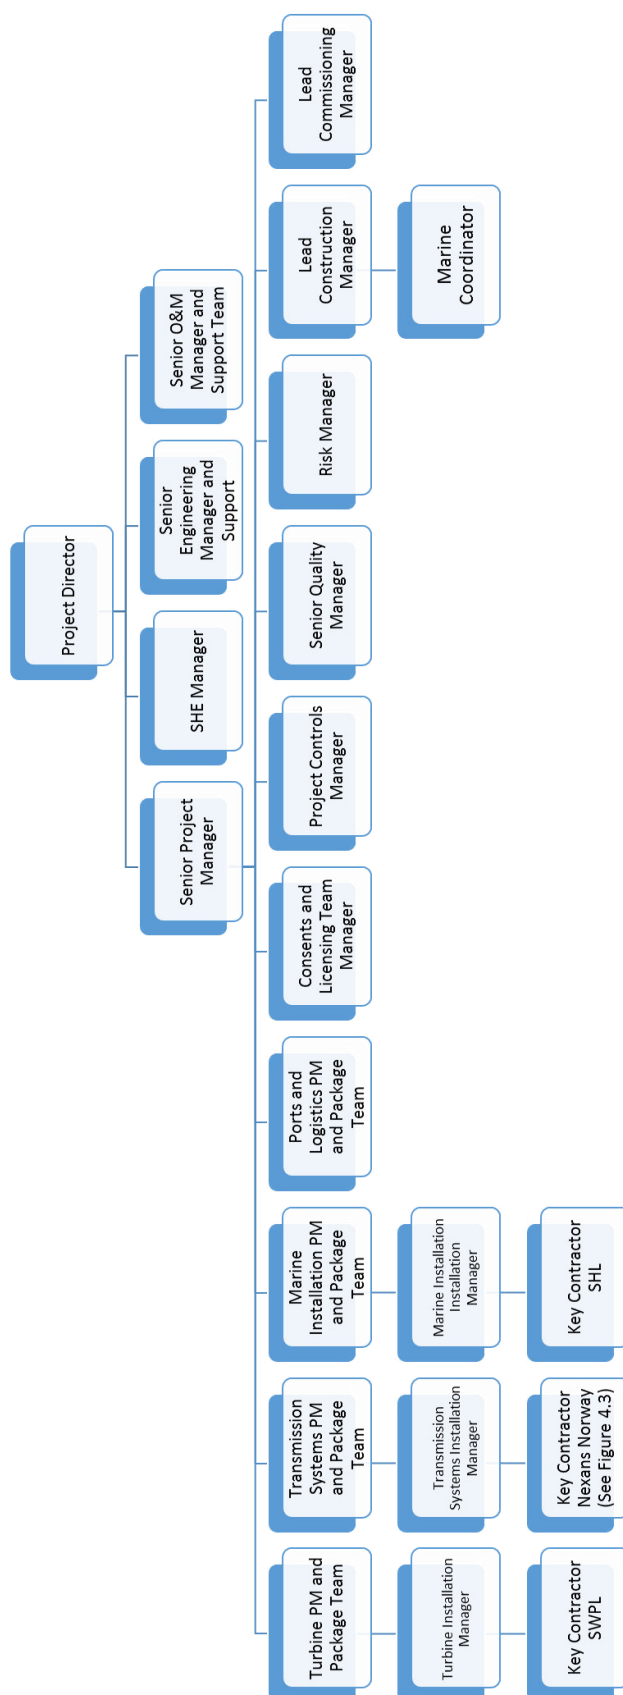 Project Director
Senior Project
Manager
SHE Manager
Senior
Engineering
Manager and
Support
Senior O&M
Manager and
Support Team
Turbine PM and
Package Team
Transmission
Systems PM
and Package
Team
Marine
Installation PM
and Package
Team
Ports and
Logistics PM
and Package
Team
Consents and
Licensing Team
Manager
Project Controls
Manager
Senior Quality
Manager
Risk Manager
Lead
Construction
Manager
Lead
Commissioning
Manager
Turbine Installation
Manager
Transmission
Systems Installation
Manager
Marine Installation
Installation
Manager
Marine
Coordinator
Key Contractor
SWPL
Key Contractor
Nexans Norway
(See Figure 4.3)
Key Contractor
SHL